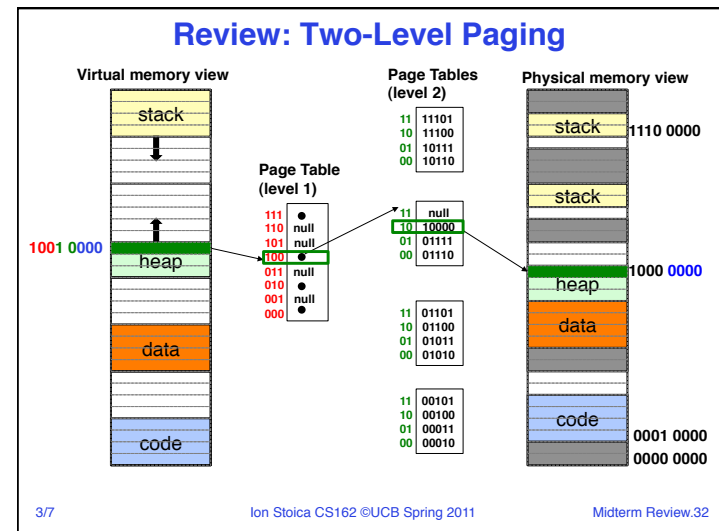 Review: Two-Level Paging
Virtual memory view
stack
heap
data
code
1001 0000
Page Table
(level 1)
111 ●
110 null
101 null
100 ●
011 null
010 ●
001 null
000 ●
Page Tables
(level 2)
11 11101
10 11100
01 10111
00 10110
11 null
10 10000
01 01111
00 01110
11 01101
10 01100
01 01011
00 01010
11 00101
10 00100
01 00011
00 00010
Physical memory view
stack
1110 0000
stack
1000 0000
heap
data
code
0001 0000
0000 0000
3/7
Ion Stoica CS162 ©UCB Spring 2011
Midterm Review.32